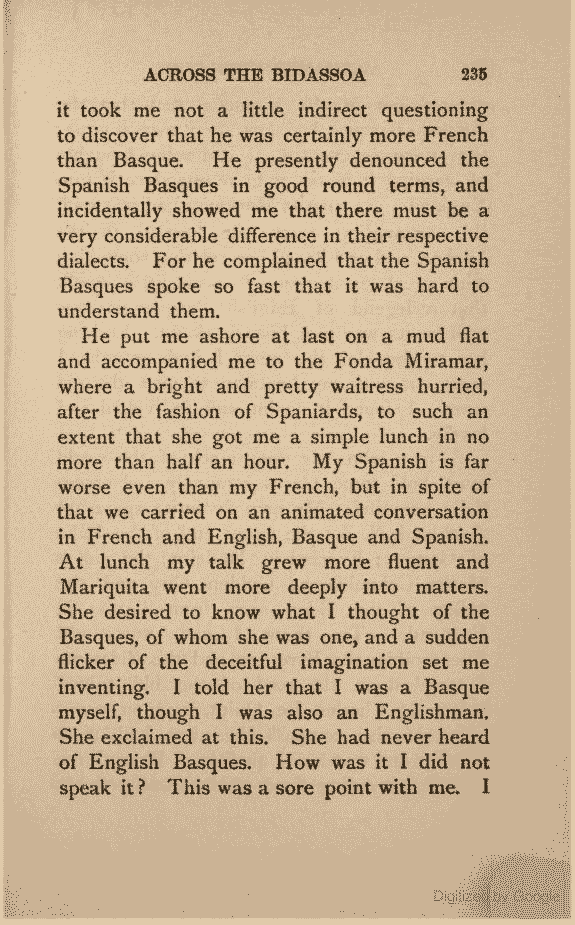 ACROSS THE BIDASSOA 235
it took me not a little indirect questioning
to discover that he was certainly more French
than Basque. He presently denounced the
Spanish Basques in good round terms, and
incidentally showed me that there must be a
very considerable difference in their respective
dialects. For he complained that the Spanish
Basques spoke so fast that it was hard to
understand them.
He put me ashore at last on a mud flat
and accompanied me to the Fonda Miramar,
where a bright and pretty waitress hurried,
after the fashion of Spaniards, to such an
extent that she got me a simple lunch in no
more than half an hour. My Spanish is far
worse even than my French, but in spite of
that we carried on an animated conversation
in French and English, Basque and Spanish.
At lunch my talk grew more fluent and
Mariquita went more deeply into matters.
She desired to know what I thought of the
Basques, of whom she was one, and a sudden
flicker of the deceitful imagination set me
inventing. I told her that I was a Basque
myself, though I was also an Englishman.
She exclaimed at this. She had never heard
of English Basques. How was it I did not
speak it? This was a sore point with me. I
Digitized by Google